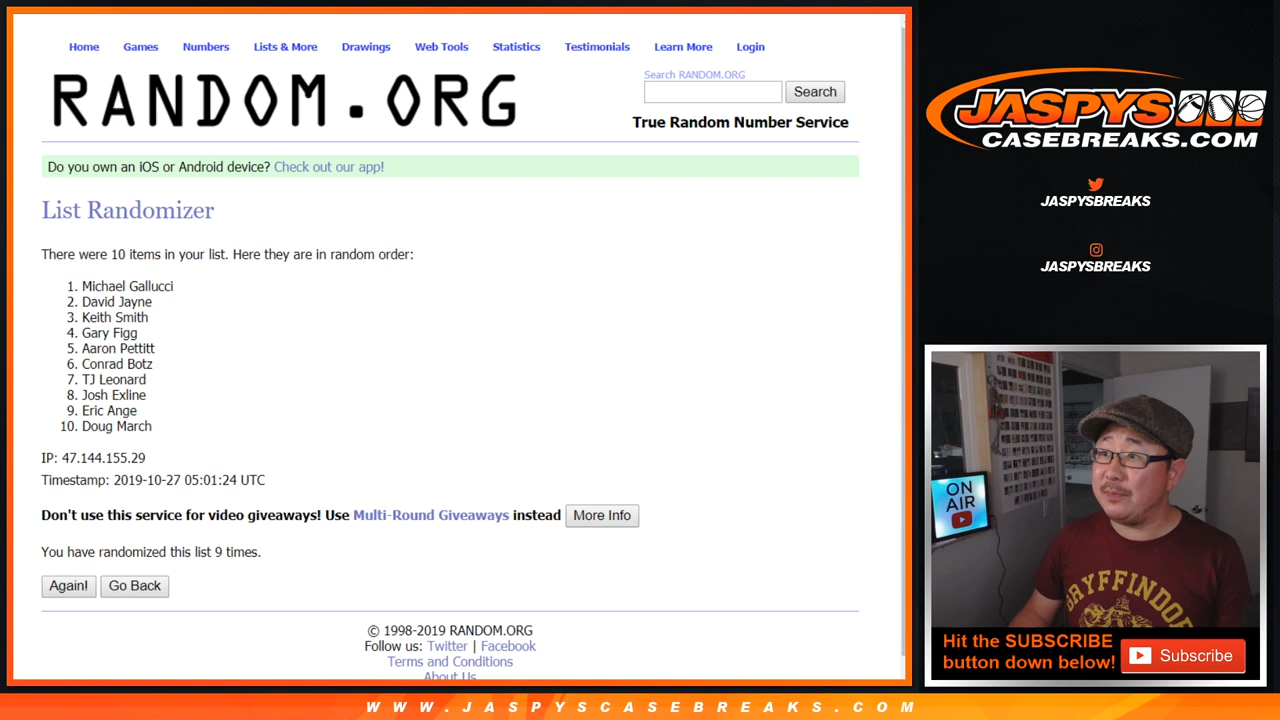 Home Games Numbers Lists & More Drawings Web Tools Statistics Testimonials Learn More Login
RANDOM.ORG
Search RANDOM.ORG
Search
True Random Number Service
Do you own an iOS or Android device? Check out our app!
List Randomizer
There were 10 items in your list. Here they are in random order:
1. Michael Gallucci
2. David Jayne
3. Keith Smith
4. Gary Figg
5. Aaron Pettitt
6. Conrad Botz
7. TJ Leonard
8. Josh Exline
9. Eric Ange
10. Doug March
IP: 47.144.155.29
Timestamp: 2019-10-27 05:01:24 UTC
Don't use this service for video giveaways! Use Multi-Round Giveaways instead More Info
You have randomized this list 9 times.
Again! Go Back
© 1998-2019 RANDOM.ORG
Follow us: Twitter | Facebook
Terms and Conditions
About Us
JASPYS
CASEBREAKS.COM
JASPYSBREAKS
JASPYSBREAKS
ON
AIR
GRYFFINDOR
Hit the SUBSCRIBE
button down below!
Subscribe
WWW.JASPYSCASEBREAKS.COM